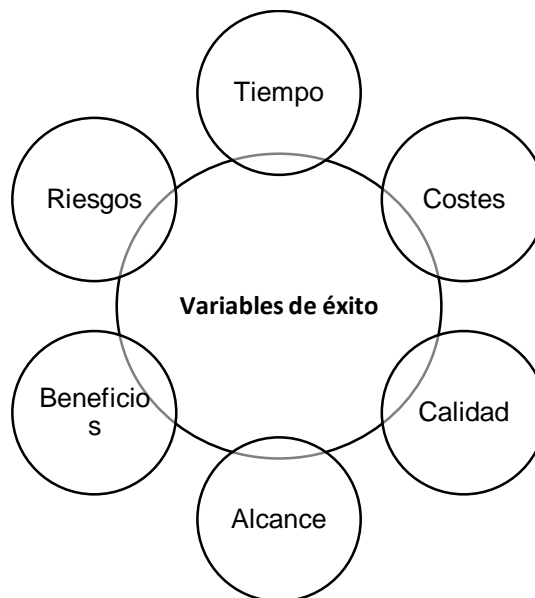 Tiempo
Riesgos
Costes
Variables de éxito
Beneficio
s
Calidad
Alcance